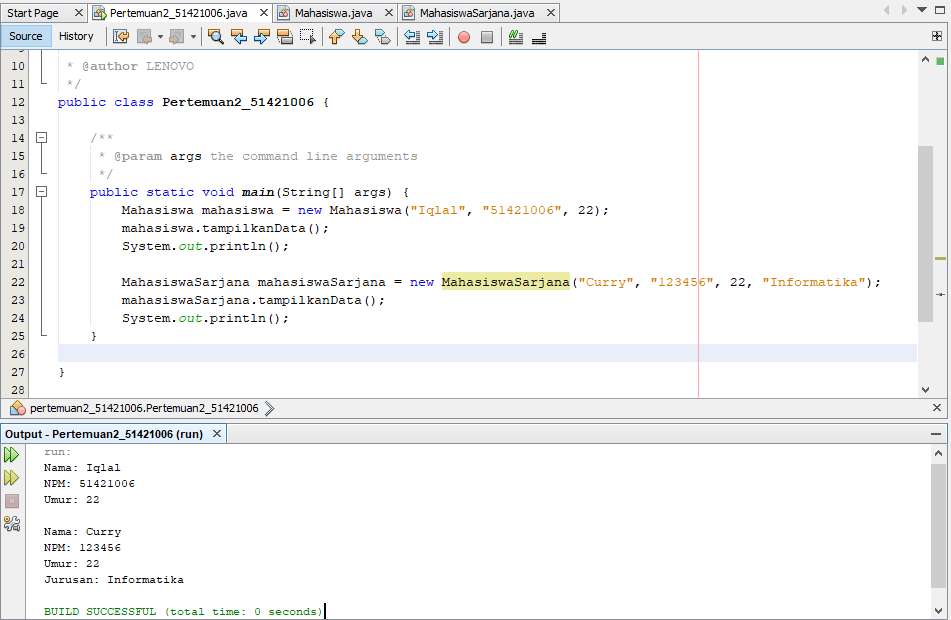 Start Page
Pertemuan2_51421006.java
Mahasiswa.java
MahasiswaSarjana.java
Source History
10 * @author LENOVO
11 */
12 public class Pertemuan2_51421006 {
13
14 /**
15 * @param args the command line arguments
16 */
17 public static void main(String[] args) {
18 Mahasiswa mahasiswa = new Mahasiswa("Iqlal", "51421006", 22);
19 mahasiswa.tampilkanData();
20 System.out.println();
21
22 MahasiswaSarjana mahasiswaSarjana = new MahasiswaSarjana("Curry", "123456", 22, "Informatika");
23 mahasiswaSarjana.tampilkanData();
24 System.out.println();
25 }
26
27 }
28
pertemuan2_51421006.Pertemuan2_51421006
Output - Pertemuan2_51421006 (run)
run:
Nama: Iqlal
NPM: 51421006
Umur: 22
Nama: Curry
NPM: 123456
Umur: 22
Jurusan: Informatika
BUILD SUCCESSFUL (total time: 0 seconds)